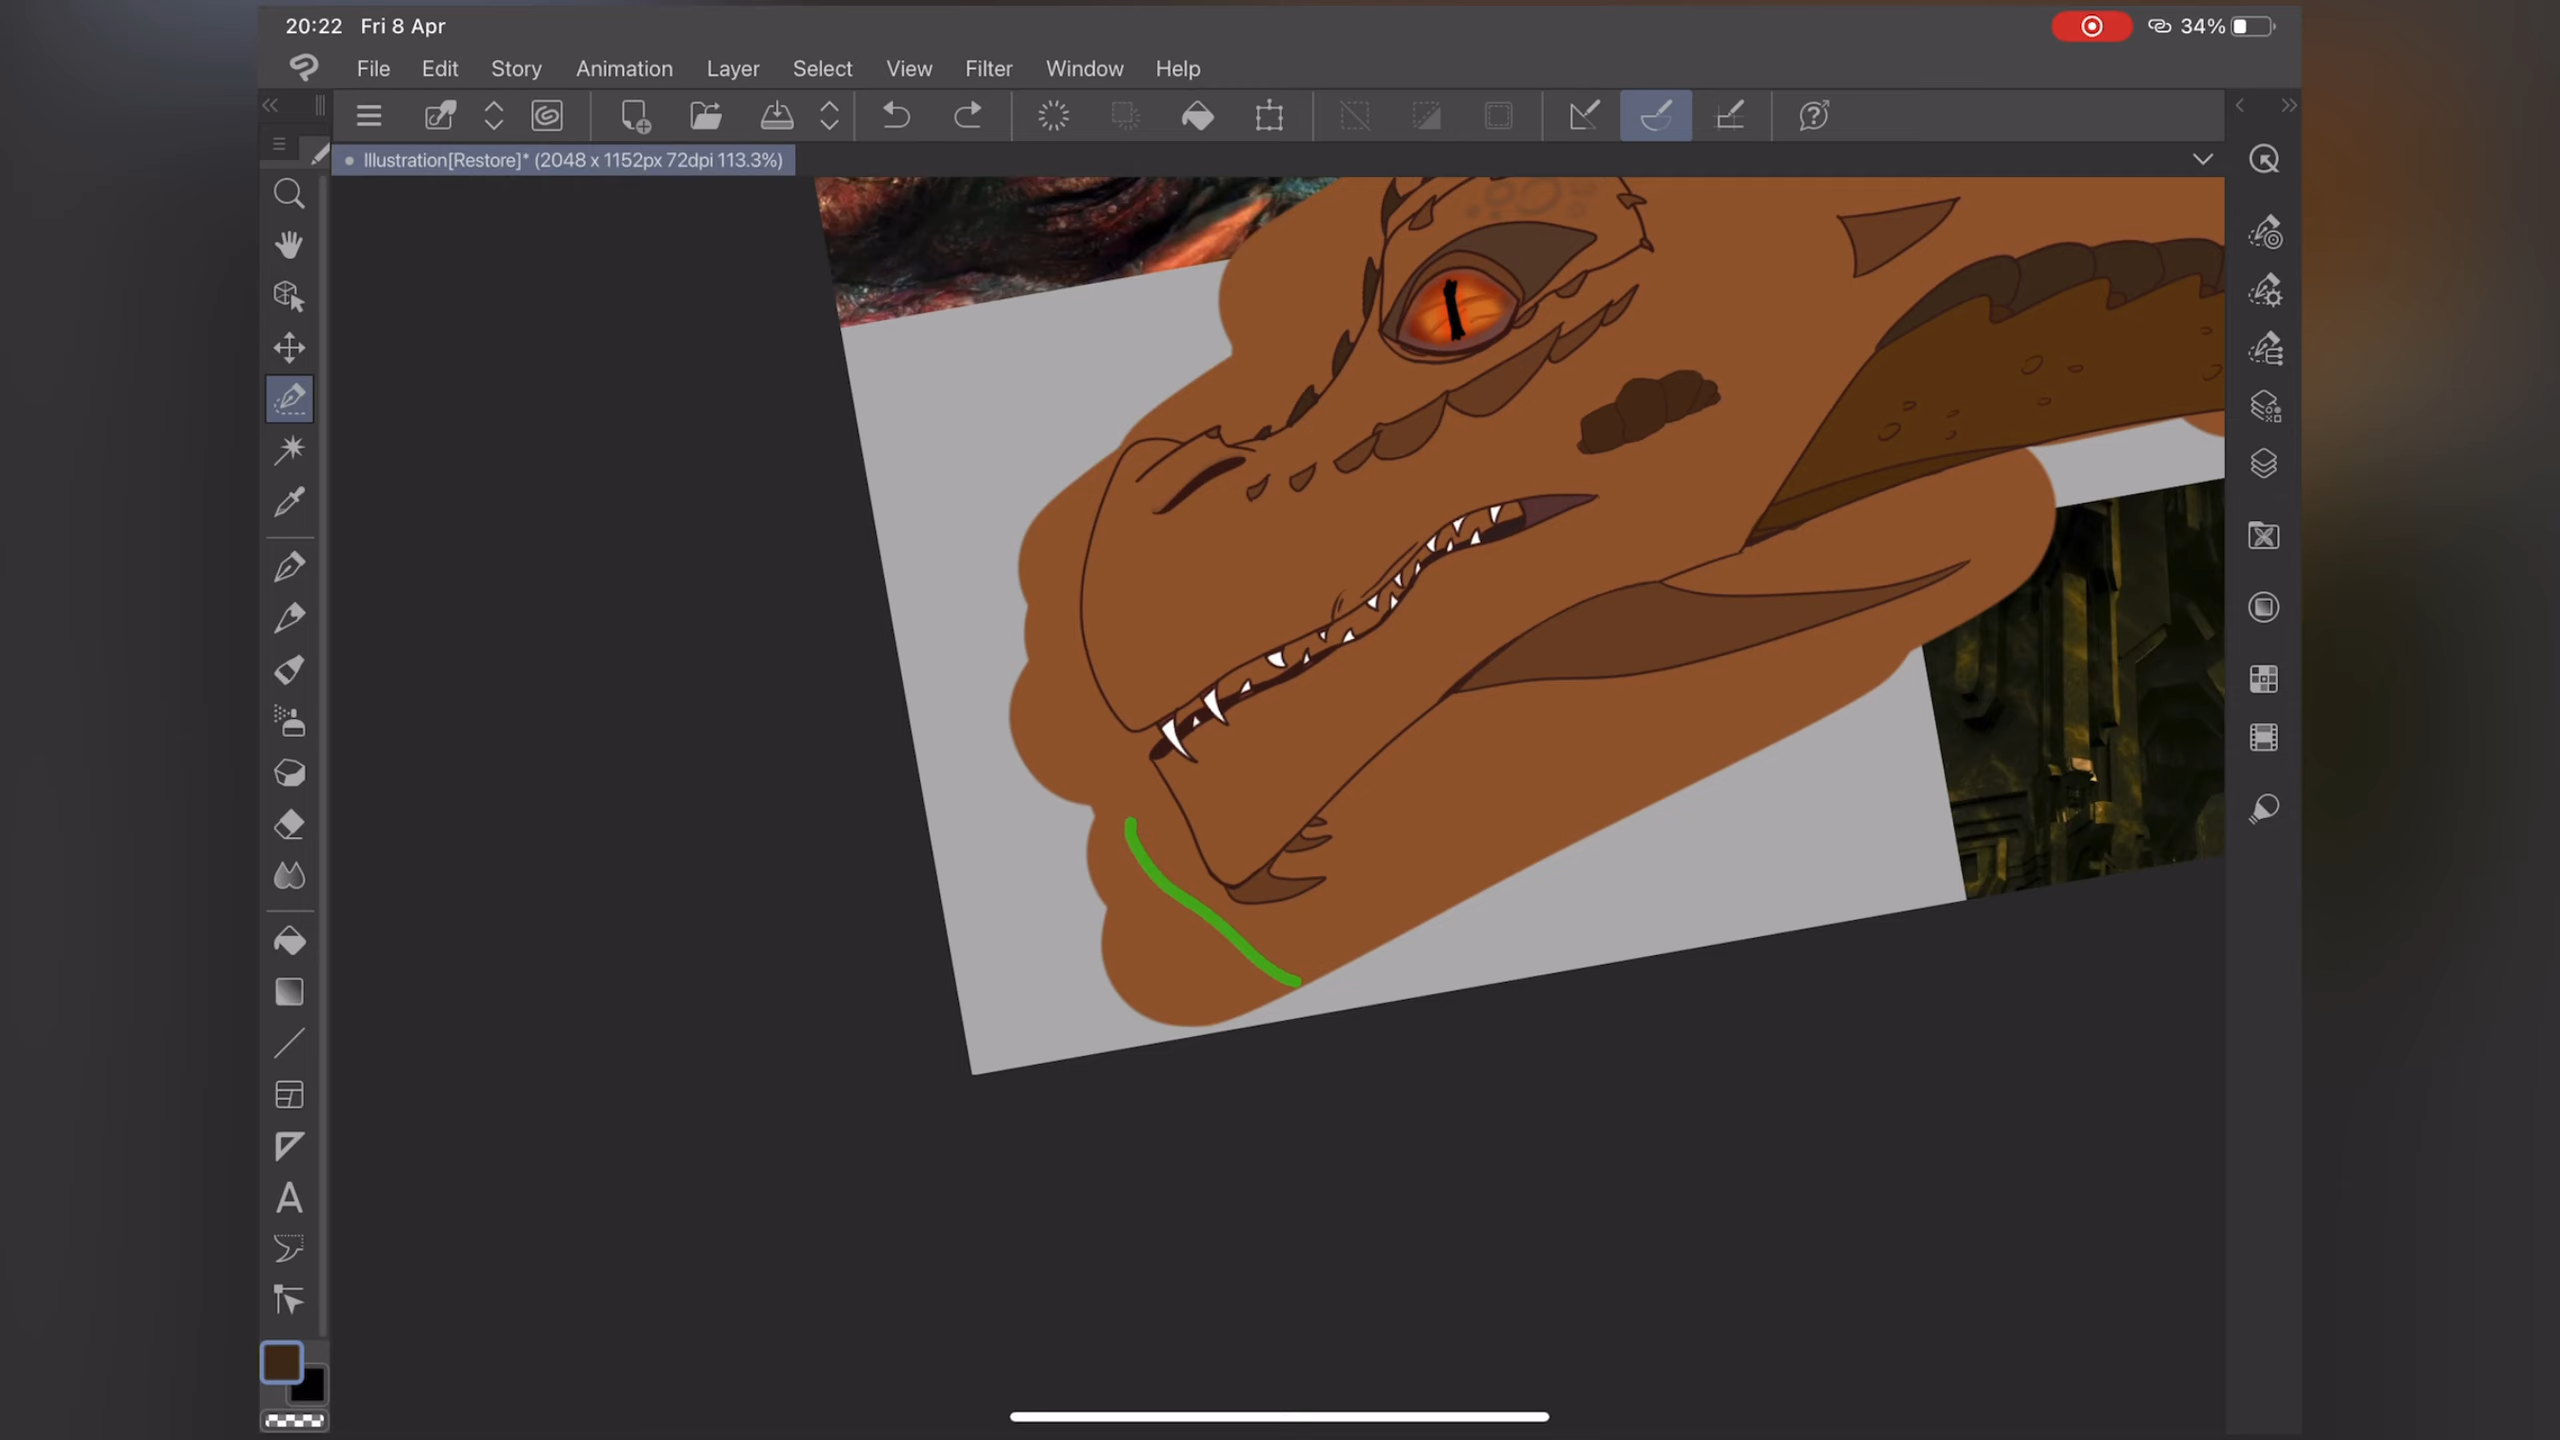 20:22 Fri 8 Apr 34%
File Edit Story Animation Layer Select View Filter Window Help
Illustration[Restore]* (2048 x 1152px 72dpi 113.3%)